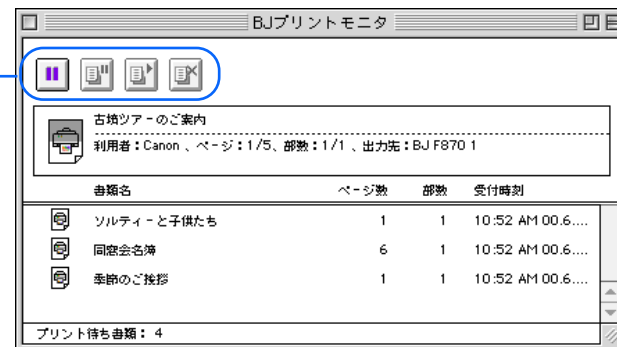 BJプリントモニタ
古墳ツアーのご案内
利用者：Canon 、ページ：1/5、部数：1/1 、出力先：BJ F870 1
書類名 ページ数 部数 受付時刻
ソルティーと子供たち 1 1 10:52 AM 00.6....
同窓会名簿 6 1 10:52 AM 00.6....
季節のご挨拶 1 1 10:52 AM 00.6....
プリント待ち書類： 4